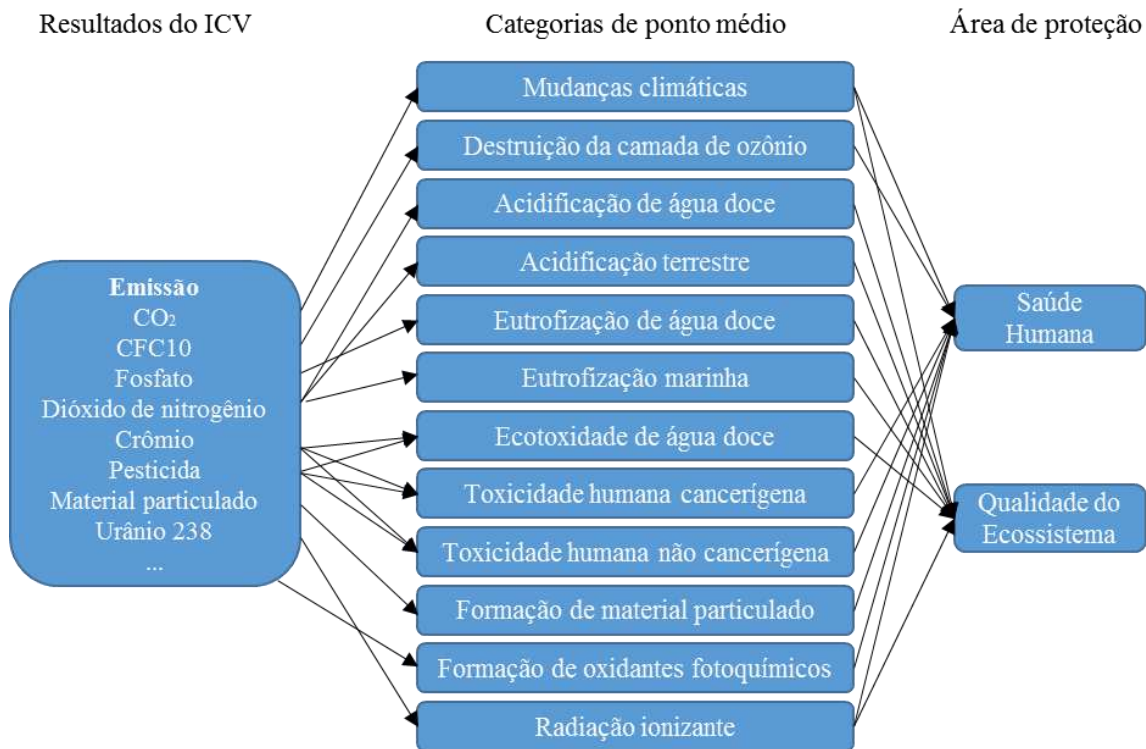 Resultados do ICV
Categorias de ponto médio
Área de proteção
Emissão
CO₂
CFC10
Fosfato
Dióxido de nitrogênio
Crômio
Pesticida
Material particulado
Urânio 238
...
Mudanças climáticas
Destruição da camada de ozônio
Acidificação de água doce
Acidificação terrestre
Eutrofização de água doce
Eutrofização marinha
Ecotoxidade de água doce
Toxicidade humana cancerígena
Toxicidade humana não cancerígena
Formação de material particulado
Formação de oxidantes fotoquímicos
Radiação ionizante
Saúde
Humana
Qualidade do
Ecossistema